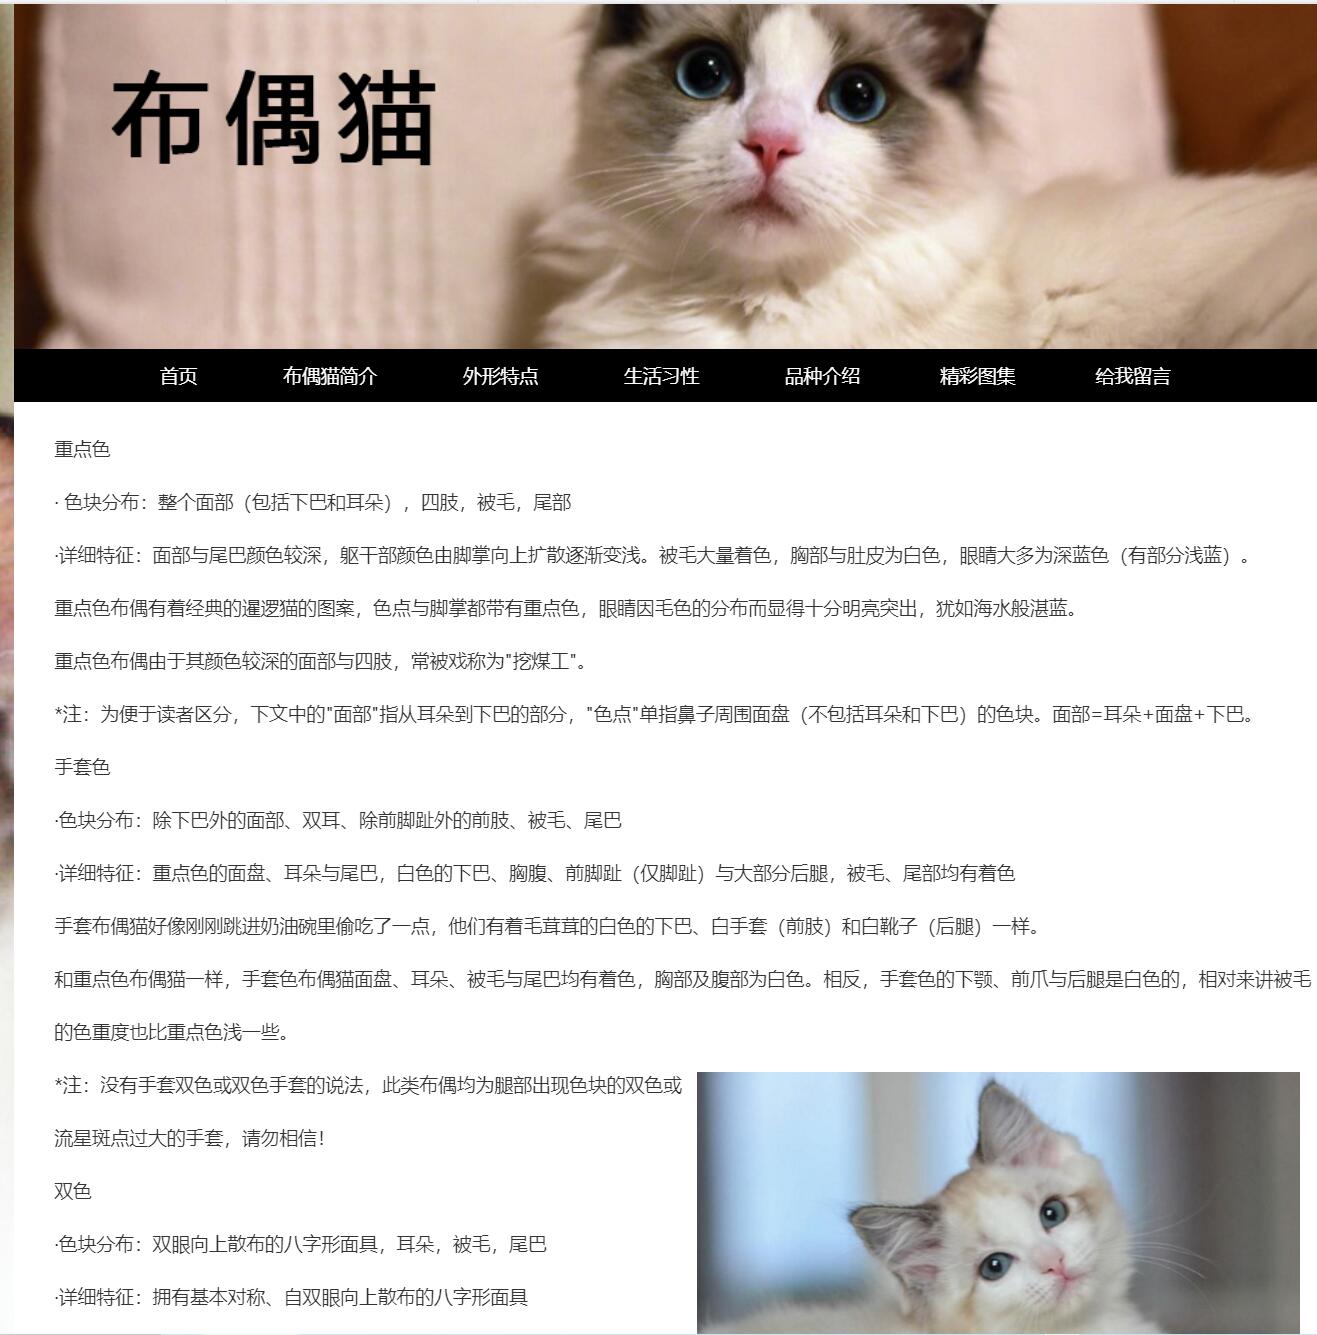 布偶猫
首页 布偶猫简介 外形特点 生活习性 品种介绍 精彩图集 给我留言
重点色
· 色块分布：整个面部（包括下巴和耳朵），四肢，被毛，尾部
·详细特征：面部与尾巴颜色较深，躯干部颜色由脚掌向上扩散逐渐变浅。被毛大量着色，胸部与肚皮为白色，眼睛大多为深蓝色（有部分浅蓝）。
重点色布偶有着经典的暹逻猫的图案，色点与脚掌都带有重点色，眼睛因毛色的分布而显得十分明亮突出，犹如海水般湛蓝。
重点色布偶由于其颜色较深的面部与四肢，常被戏称为"挖煤工"。
*注：为便于读者区分，下文中的"面部"指从耳朵到下巴的部分，"色点"单指鼻子周围面盘（不包括耳朵和下巴）的色块。面部=耳朵+面盘+下巴。
手套色
·色块分布：除下巴外的面部、双耳、除前脚趾外的前肢、被毛、尾巴
·详细特征：重点色的面盘、耳朵与尾巴，白色的下巴、胸腹、前脚趾（仅脚趾）与大部分后腿，被毛、尾部均有着色
手套布偶猫好像刚刚跳进奶油碗里偷吃了一点，他们有着毛茸茸的白色的下巴、白手套（前肢）和白靴子（后腿）一样。
和重点色布偶猫一样，手套色布偶猫面盘、耳朵、被毛与尾巴均有着色，胸部及腹部为白色。相反，手套色的下颚、前爪与后腿是白色的，相对来讲被毛
的色重度也比重点色浅一些。
*注：没有手套双色或双色手套的说法，此类布偶均为腿部出现色块的双色或
流星斑点过大的手套，请勿相信！
双色
·色块分布：双眼向上散布的八字形面具，耳朵，被毛，尾巴
·详细特征：拥有基本对称、自双眼向上散布的八字形面具